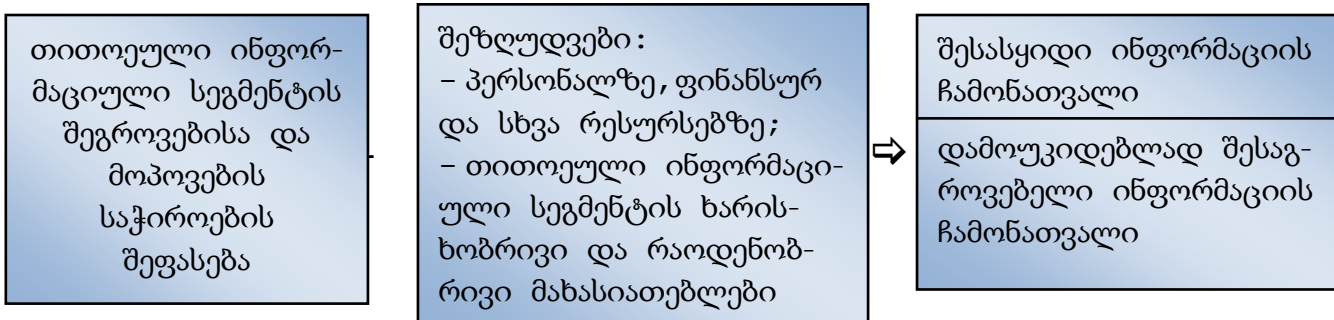 თითოეული ინფორ-
მაციული სეგმენტის
შეგროვებისა და
მოპოვების
საჭიროების
შეფასება
შეზღუდვები:
– პერსონალზე,ფინანსურ
და სხვა რესურსებზე;
– თითოეული ინფორმაცი-
ული სეგმენტის ხარის-
ხობრივი და რაოდენობ-
რივი მახასიათებლები
⇨
შესასყიდი ინფორმაციის
ჩამონათვალი
დამოუკიდებლად შესაგ-
როვებელი ინფორმაციის
ჩამონათვალი